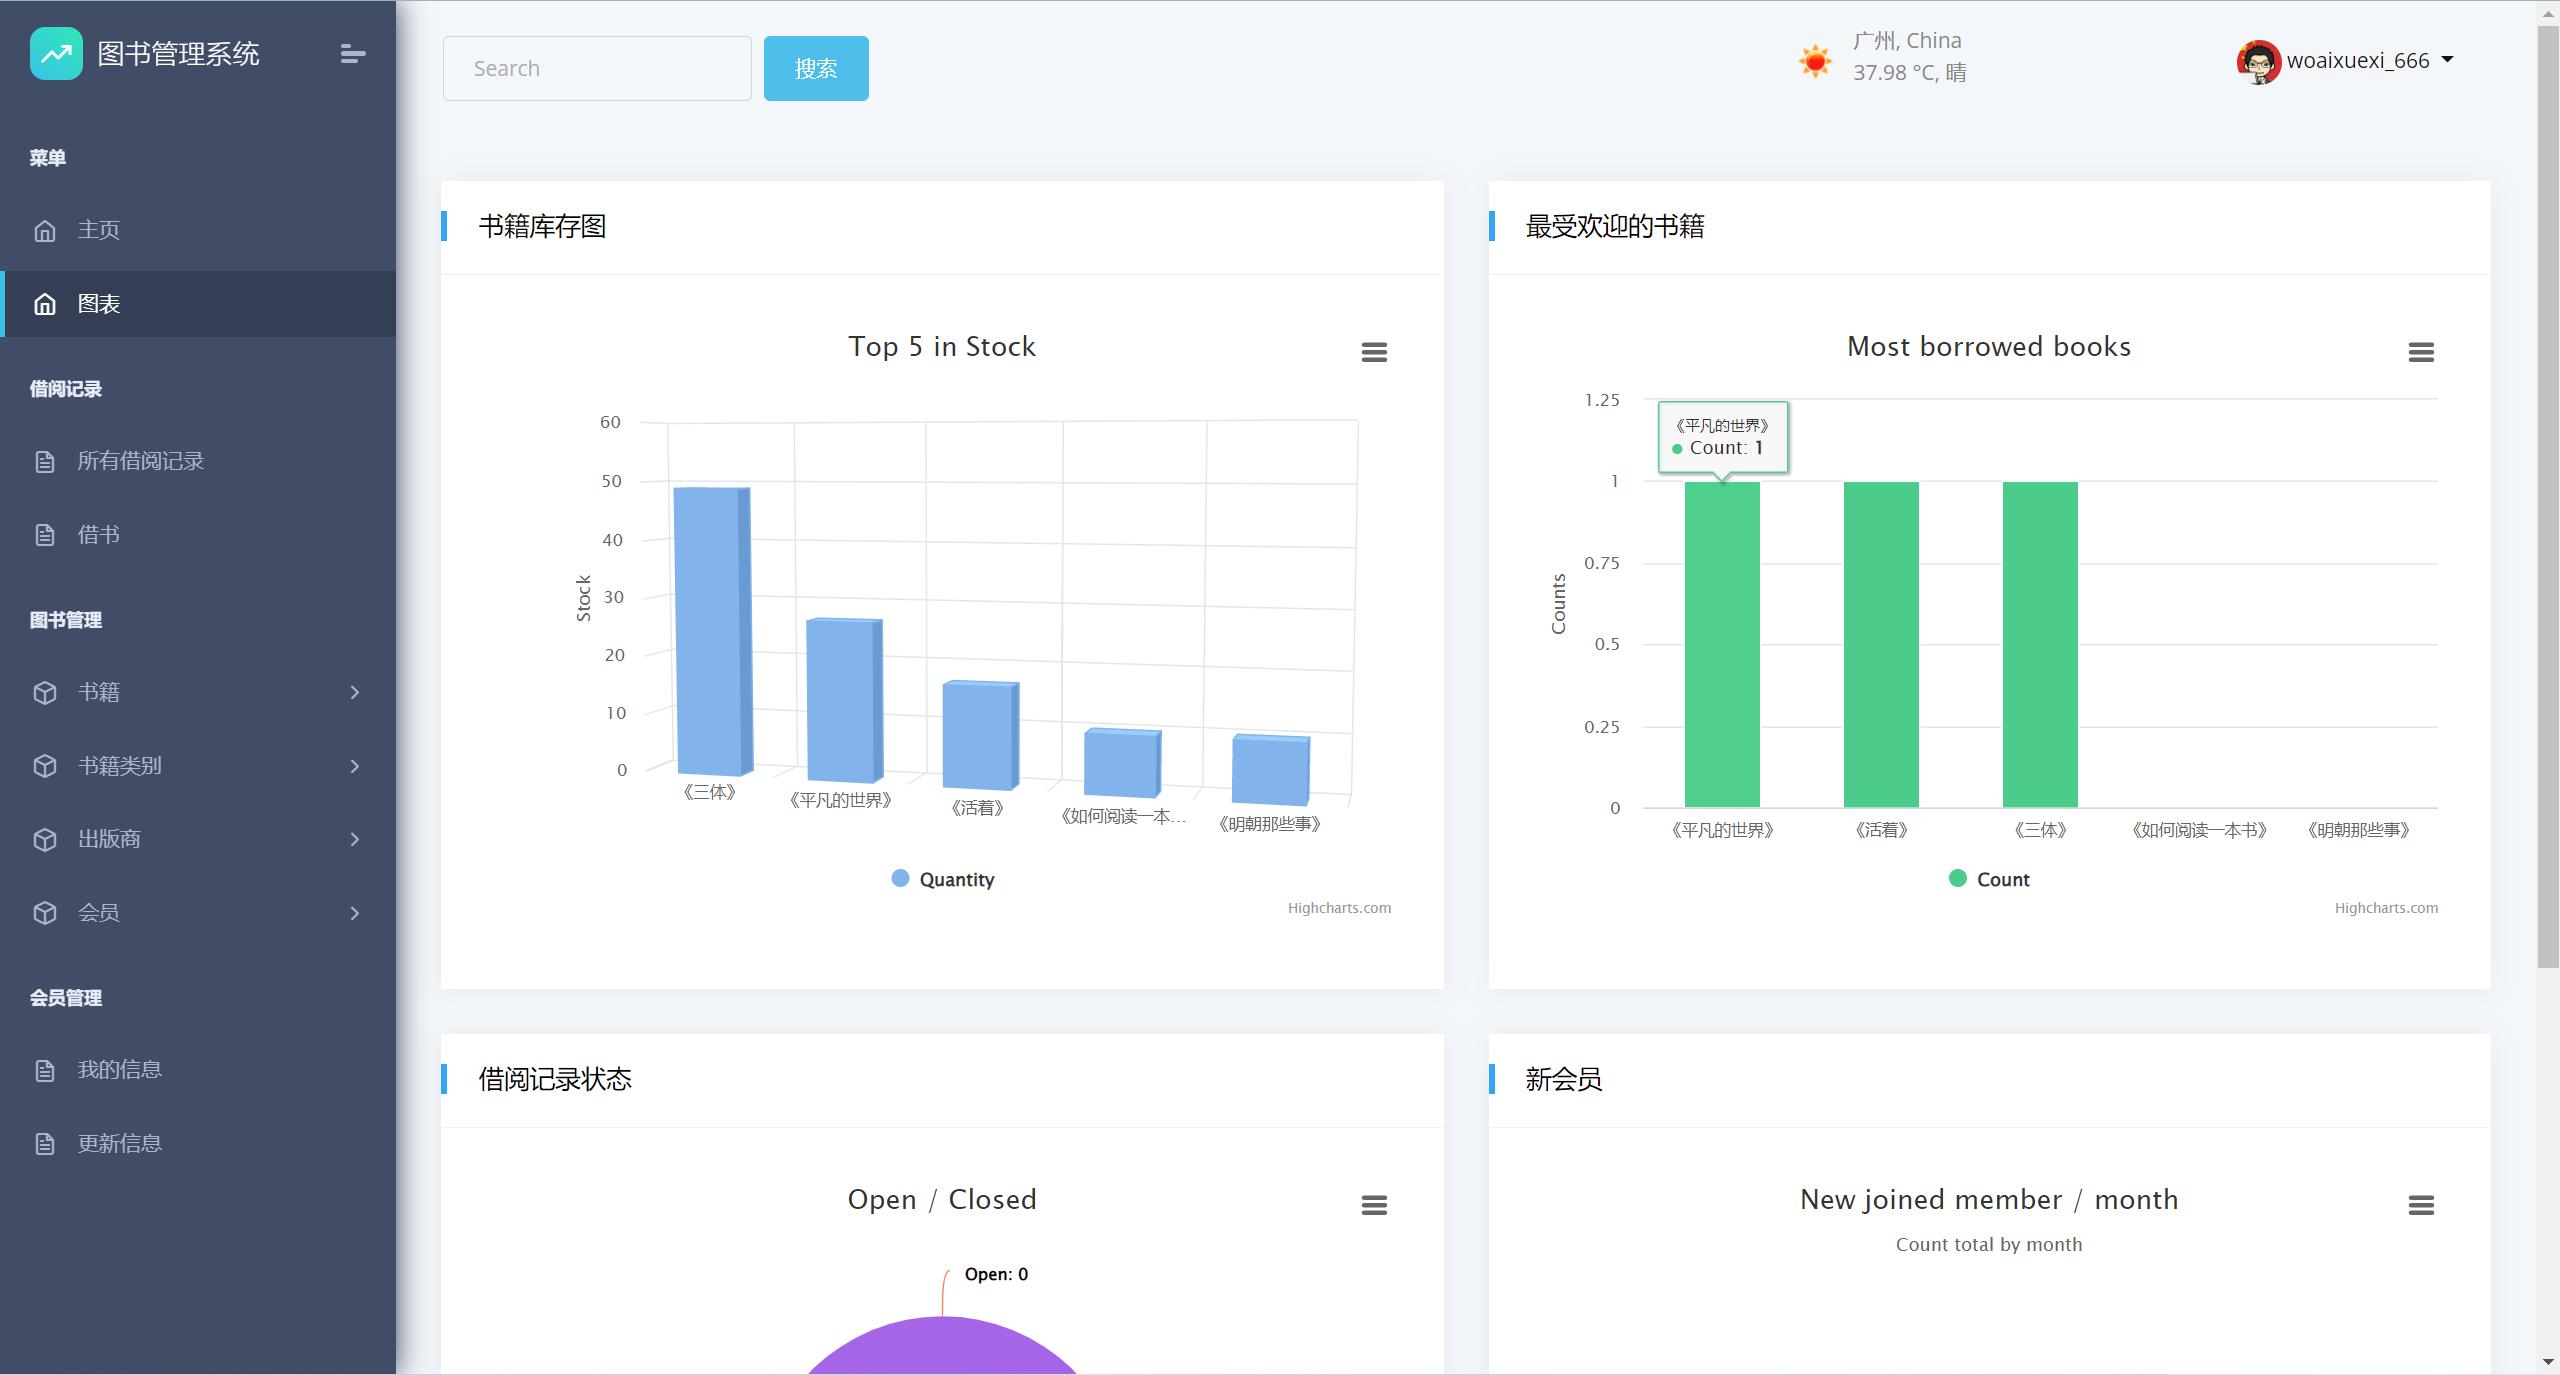 图书管理系统
菜单
主页
图表
借阅记录
所有借阅记录
借书
图书管理
书籍
书籍类别
出版商
会员
会员管理
我的信息
更新信息
Search
搜索
广州, China
37.98 °C, 晴
woaixuexi_666
书籍库存图
Top 5 in Stock
Stock
60
50
40
30
20
10
0
《三体》
《平凡的世界》
《活着》
《如何阅读一本…
《明朝那些事》
Quantity
Highcharts.com
最受欢迎的书籍
Most borrowed books
Counts
1.25
1
0.75
0.5
0.25
0
《平凡的世界》
Count: 1
《平凡的世界》
《活着》
《三体》
《如何阅读一本书》
《明朝那些事》
Count
Highcharts.com
借阅记录状态
Open / Closed
Open: 0
新会员
New joined member / month
Count total by month